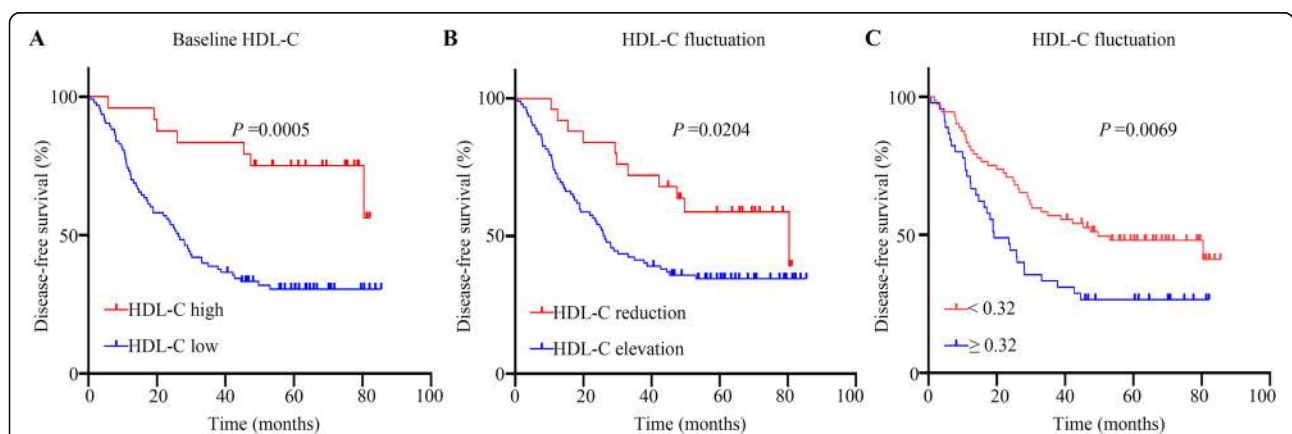 A
Baseline HDL-C
Disease-free survival (%)
100
50
0
P =0.0005
HDL-C high
HDL-C low
0 20 40 60 80 100
Time (months)
B
HDL-C fluctuation
Disease-free survival (%)
100
50
0
P =0.0204
HDL-C reduction
HDL-C elevation
0 20 40 60 80 100
Time (months)
C
HDL-C fluctuation
Disease-free survival (%)
100
50
0
P =0.0069
< 0.32
≥ 0.32
0 20 40 60 80 100
Time (months)